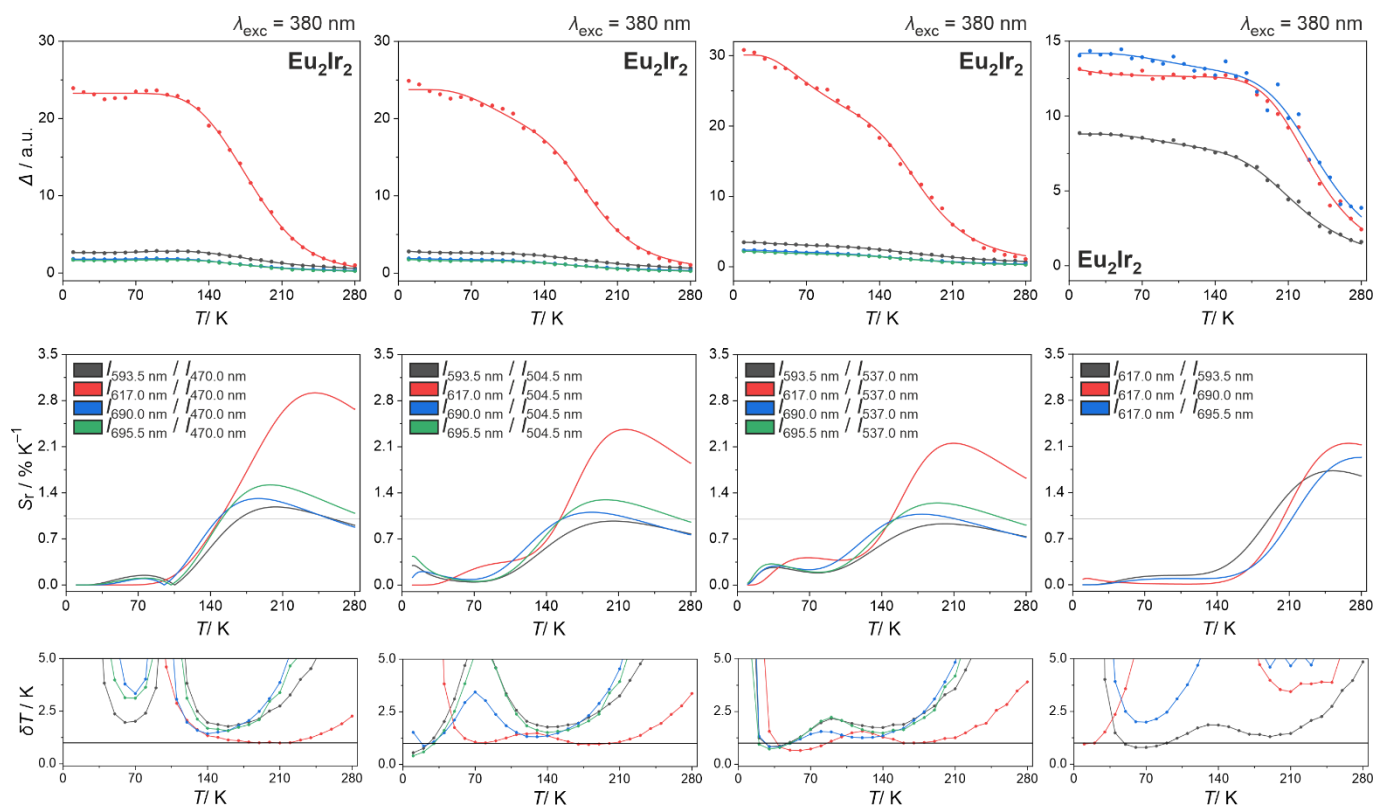 λexc = 380 nm λexc = 380 nm λexc = 380 nm λexc = 380 nm
30 30 30 15
Eu2Ir2 Eu2Ir2 Eu2Ir2
20 20 20 10
Δ / a.u.
10 10 10 5
Eu2Ir2
0 0 0 0
0 70 140 210 280 0 70 140 210 280 0 70 140 210 280 0 70 140 210 280
T/ K T/ K T/ K T/ K
3.5 3.5 3.5 3.5
I593.5 nm / I470.0 nm I593.5 nm / I504.5 nm I593.5 nm / I537.0 nm I617.0 nm / I593.5 nm
2.8 I617.0 nm / I470.0 nm 2.8 I617.0 nm / I504.5 nm 2.8 I617.0 nm / I537.0 nm 2.8 I617.0 nm / I690.0 nm
I690.0 nm / I470.0 nm I690.0 nm / I504.5 nm I690.0 nm / I537.0 nm I617.0 nm / I695.5 nm
I695.5 nm / I470.0 nm I695.5 nm / I504.5 nm I695.5 nm / I537.0 nm
2.1 2.1 2.1 2.1
Sr / % K−1
1.4 1.4 1.4 1.4
0.7 0.7 0.7 0.7
0.0 0.0 0.0 0.0
0 70 140 210 280 0 70 140 210 280 0 70 140 210 280 0 70 140 210 280
T/ K T/ K T/ K T/ K
5.0 5.0 5.0 5.0
δT / K
2.5 2.5 2.5 2.5
0.0 0.0 0.0 0.0
0 70 140 210 280 0 70 140 210 280 0 70 140 210 280 0 70 140 210 280
T/ K T/ K T/ K T/ K